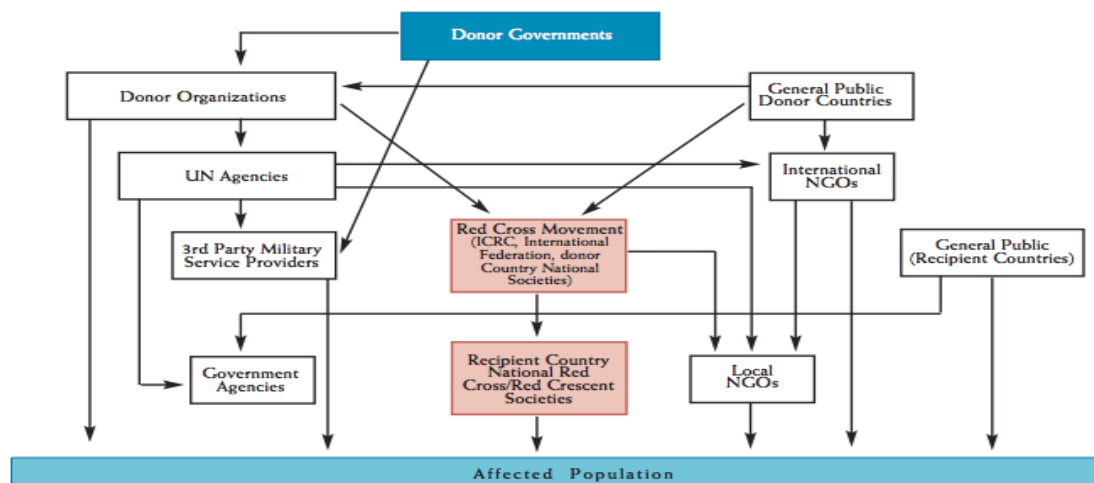 Donor Governments
Donor Organizations
General Public
Donor Countries
UN Agencies
International
NGOs
3rd Party Military
Service Providers
Red Cross Movement
(ICRC, International
Federation, donor
Country National
Societies)
General Public
(Recipient Countries)
Government
Agencies
Recipient Country
National Red
Cross/Red Crescent
Societies
Local
NGOs
Affected Population